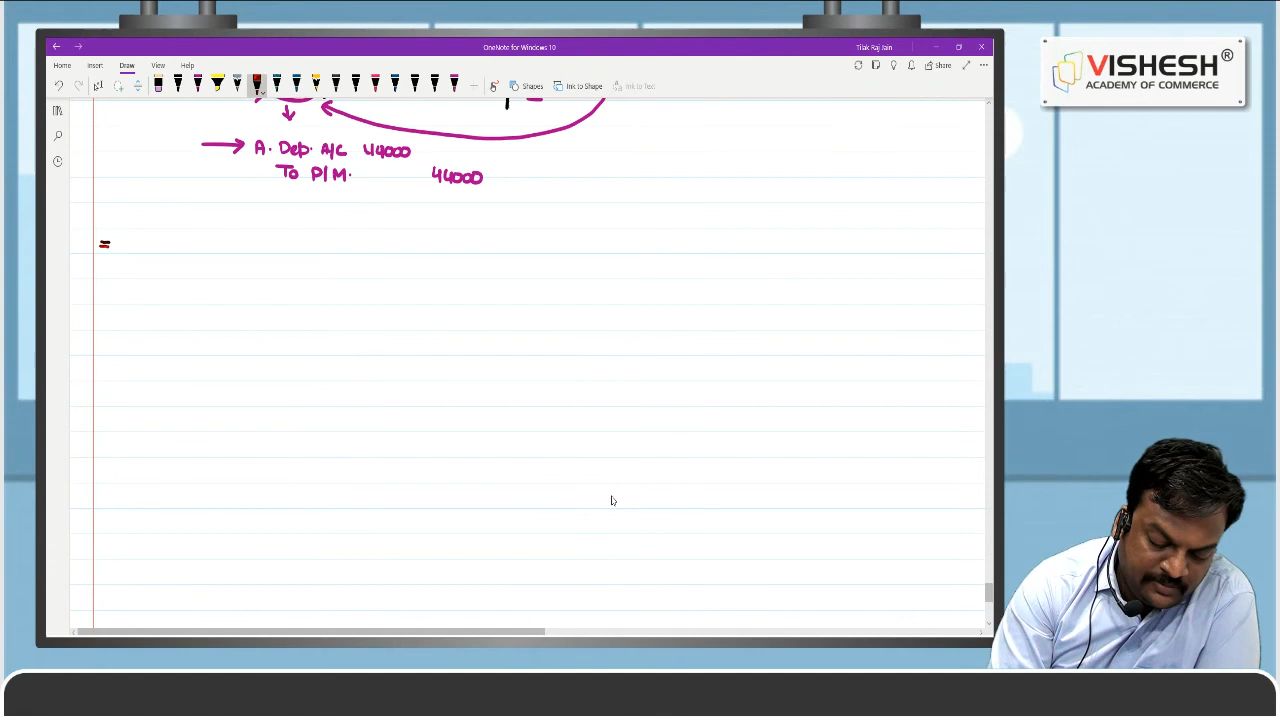 OneNote for Windows 10
Tilak Raj Jain
Home Insert Draw View Help
Share
Shapes
Ink to Shape
Ink to Text
VISHESH ®
ACADEMY OF COMMERCE
→ A. Dep. A/C 44000
To P/M. 44000
=